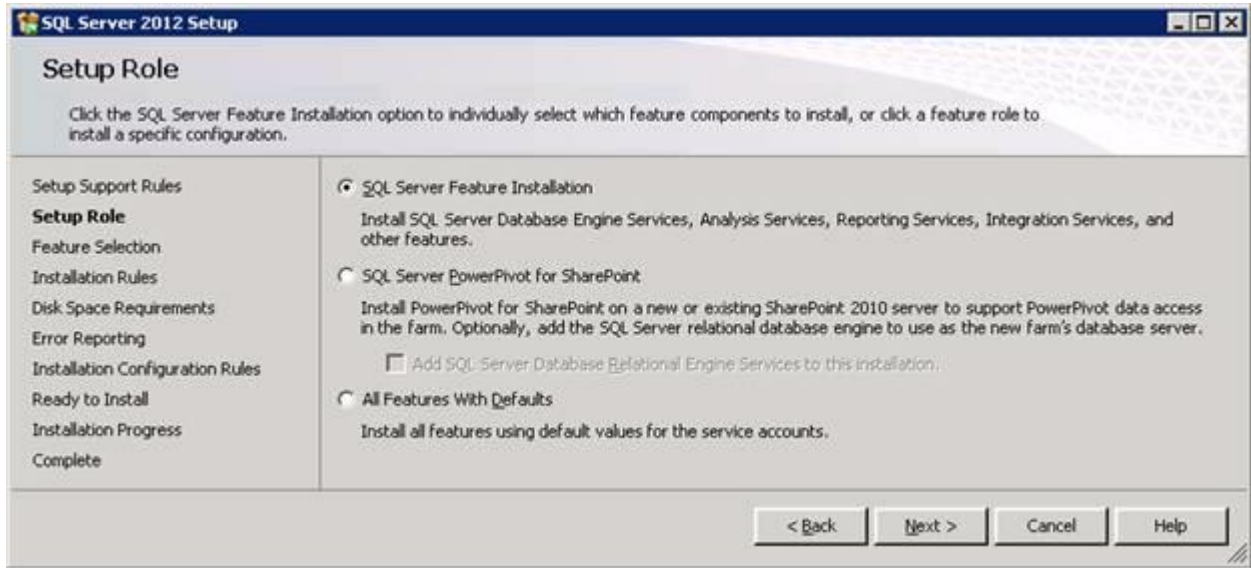 SQL Server 2012 Setup
Setup Role
Click the SQL Server Feature Installation option to individually select which feature components to install, or click a feature role to
install a specific configuration.
Setup Support Rules
Setup Role
Feature Selection
Installation Rules
Disk Space Requirements
Error Reporting
Installation Configuration Rules
Ready to Install
Installation Progress
Complete
SQL Server Feature Installation
Install SQL Server Database Engine Services, Analysis Services, Reporting Services, Integration Services, and
other features.
SQL Server PowerPivot for SharePoint
Install PowerPivot for SharePoint on a new or existing SharePoint 2010 server to support PowerPivot data access
in the farm. Optionally, add the SQL Server relational database engine to use as the new farm's database server.
Add SQL Server Database Relational Engine Services to this installation.
All Features With Defaults
Install all features using default values for the service accounts.
< Back
Next >
Cancel
Help